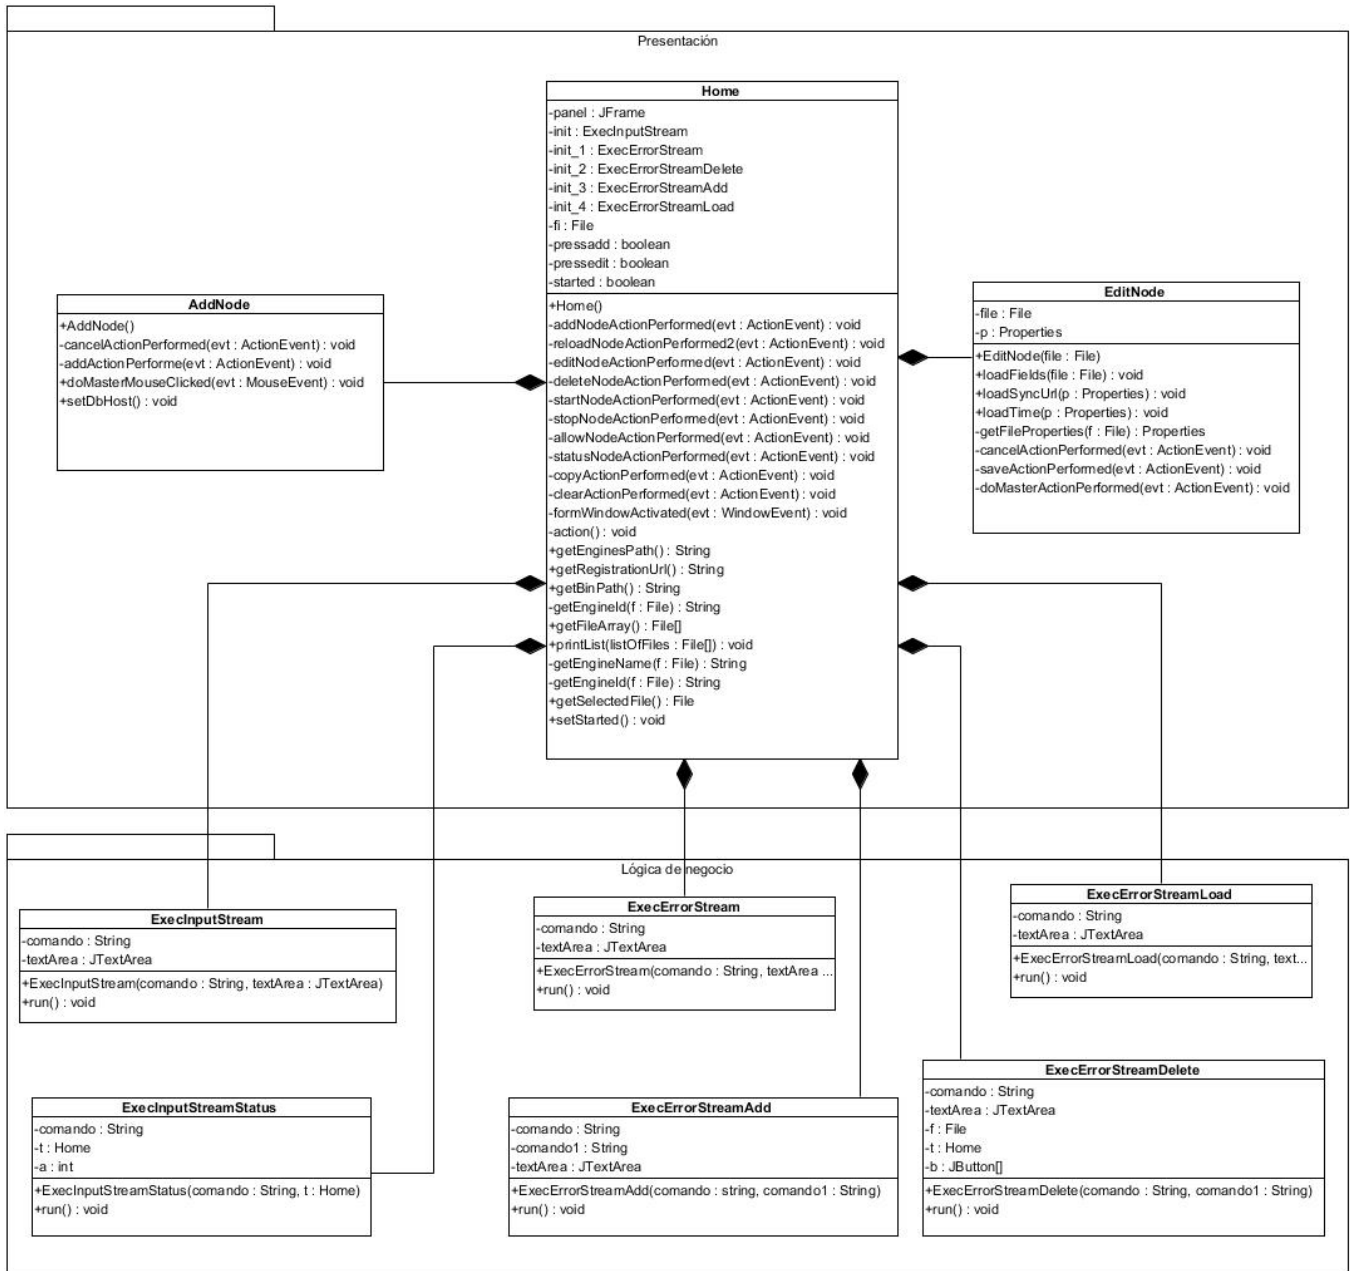 Presentación
Home
-panel : JFrame
-init : ExecInputStream
-init_1 : ExecErrorStream
-init_2 : ExecErrorStreamDelete
-init_3 : ExecErrorStreamAdd
-init_4 : ExecErrorStreamLoad
-fi : File
-pressadd : boolean
-pressedit : boolean
-started : boolean
+Home()
-addNodeActionPerformed(evt : ActionEvent) : void
-reloadNodeActionPerformed2(evt : ActionEvent) : void
-editNodeActionPerformed(evt : ActionEvent) : void
-deleteNodeActionPerformed(evt : ActionEvent) : void
-startNodeActionPerformed(evt : ActionEvent) : void
-stopNodeActionPerformed(evt : ActionEvent) : void
-allowNodeActionPerformed(evt : ActionEvent) : void
-statusNodeActionPerformed(evt : ActionEvent) : void
-copyActionPerformed(evt : ActionEvent) : void
-clearActionPerformed(evt : ActionEvent) : void
-formWindowActivated(evt : WindowEvent) : void
-action() : void
+getEnginesPath() : String
+getRegistrationUrl() : String
+getBinPath() : String
-getEngineId(f : File) : String
+getFileArray() : File[]
+printList(listOfFiles : File[]) : void
-getEngineName(f : File) : String
-getEngineId(f : File) : String
+getSelectedFile() : File
+setStarted() : void
AddNode
+AddNode()
-cancelActionPerformed(evt : ActionEvent) : void
-addActionPerforme(evt : ActionEvent) : void
+doMasterMouseClicked(evt : MouseEvent) : void
+setDbHost() : void
EditNode
-file : File
-p : Properties
+EditNode(file : File)
+loadFields(file : File) : void
+loadSyncUrl(p : Properties) : void
+loadTime(p : Properties) : void
-getFileProperties(f : File) : Properties
-cancelActionPerformed(evt : ActionEvent) : void
-saveActionPerformed(evt : ActionEvent) : void
-doMasterActionPerformed(evt : ActionEvent) : void
Lógica de negocio
ExecInputStream
-comando : String
-textArea : JTextArea
+ExecInputStream(comando : String, textArea : JTextArea)
+run() : void
ExecErrorStream
-comando : String
-textArea : JTextArea
+ExecErrorStream(comando : String, textArea ...
+run() : void
ExecErrorStreamLoad
-comando : String
-textArea : JTextArea
+ExecErrorStreamLoad(comando : String, text...
+run() : void
ExecInputStreamStatus
-comando : String
-t : Home
-a : int
+ExecInputStreamStatus(comando : String, t : Home)
+run() : void
ExecErrorStreamAdd
-comando : String
-comando1 : String
-textArea : JTextArea
+ExecErrorStreamAdd(comando : string, comando1 : String)
+run() : void
ExecErrorStreamDelete
-comando : String
-textArea : JTextArea
-f : File
-t : Home
-b : JButton[]
+ExecErrorStreamDelete(comando : String, comando1 : String)
+run() : void